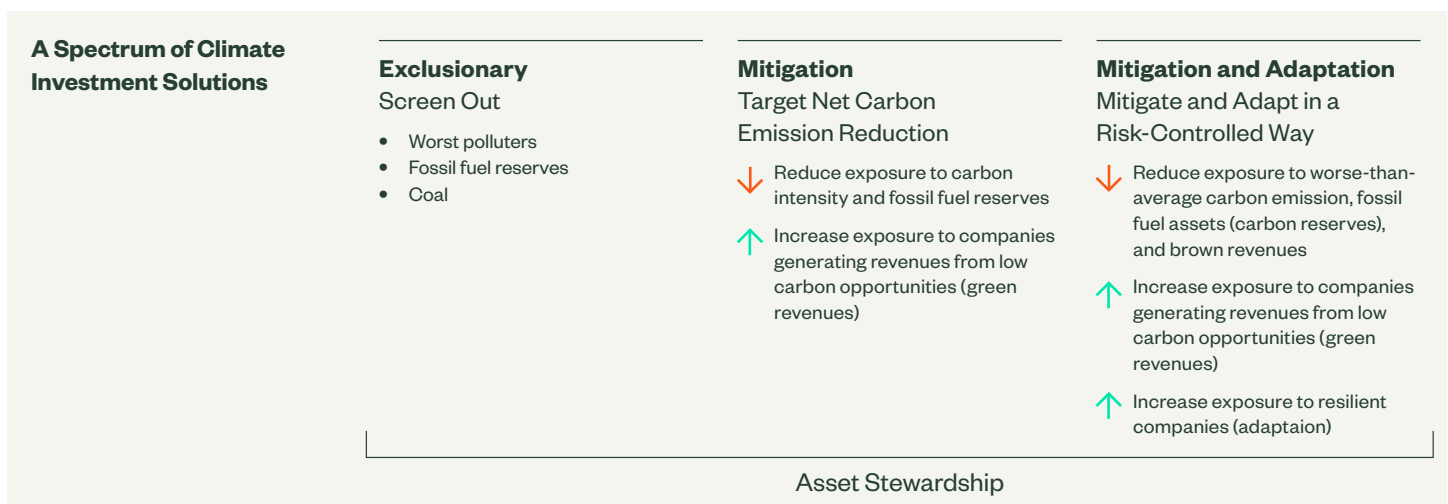 A Spectrum of Climate
Investment Solutions
Exclusionary
Screen Out
• Worst polluters
• Fossil fuel reserves
• Coal
Mitigation
Target Net Carbon
Emission Reduction
Reduce exposure to carbon
intensity and fossil fuel reserves
Increase exposure to companies
generating revenues from low
carbon opportunities (green
revenues)
Mitigation and Adaptation
Mitigate and Adapt in a
Risk-Controlled Way
Reduce exposure to worse-than-
average carbon emission, fossil
fuel assets (carbon reserves),
and brown revenues
Increase exposure to companies
generating revenues from low
carbon opportunities (green
revenues)
Increase exposure to resilient
companies (adaptaion)
Asset Stewardship